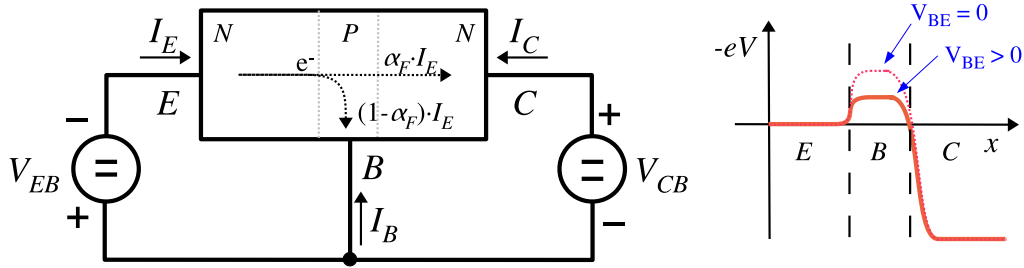 I_E
N
P
N
I_C
e-
α_F·I_E
E
(1-α_F)·I_E
C
-
+
V_EB
=
=
V_CB
+
B
-
I_B
V_BE = 0
-eV
V_BE > 0
E
B
C
x